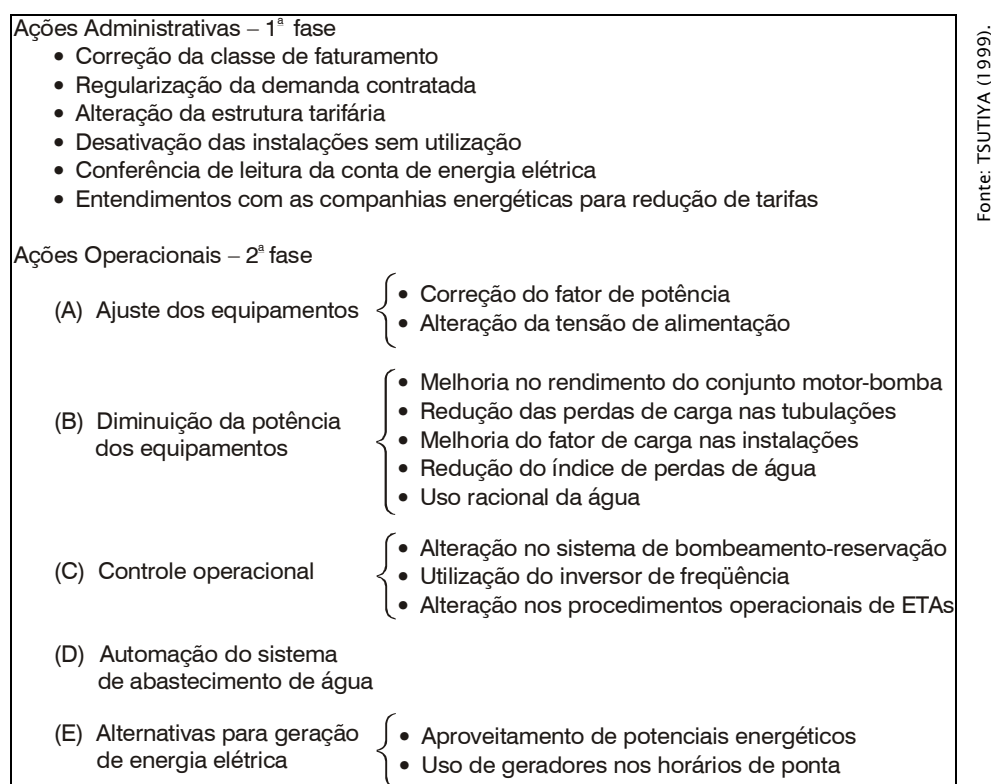 Ações Administrativas – 1ª fase
• Correção da classe de faturamento
• Regularização da demanda contratada
• Alteração da estrutura tarifária
• Desativação das instalações sem utilização
• Conferência de leitura da conta de energia elétrica
• Entendimentos com as companhias energéticas para redução de tarifas
Ações Operacionais – 2ª fase
(A) Ajuste dos equipamentos
• Correção do fator de potência
• Alteração da tensão de alimentação
(B) Diminuição da potência
dos equipamentos
• Melhoria no rendimento do conjunto motor-bomba
• Redução das perdas de carga nas tubulações
• Melhoria do fator de carga nas instalações
• Redução do índice de perdas de água
• Uso racional da água
(C) Controle operacional
• Alteração no sistema de bombeamento-reservação
• Utilização do inversor de freqüência
• Alteração nos procedimentos operacionais de ETAs
(D) Automação do sistema
de abastecimento de água
(E) Alternativas para geração
de energia elétrica
• Aproveitamento de potenciais energéticos
• Uso de geradores nos horários de ponta
Fonte: TSUTIYA (1999).